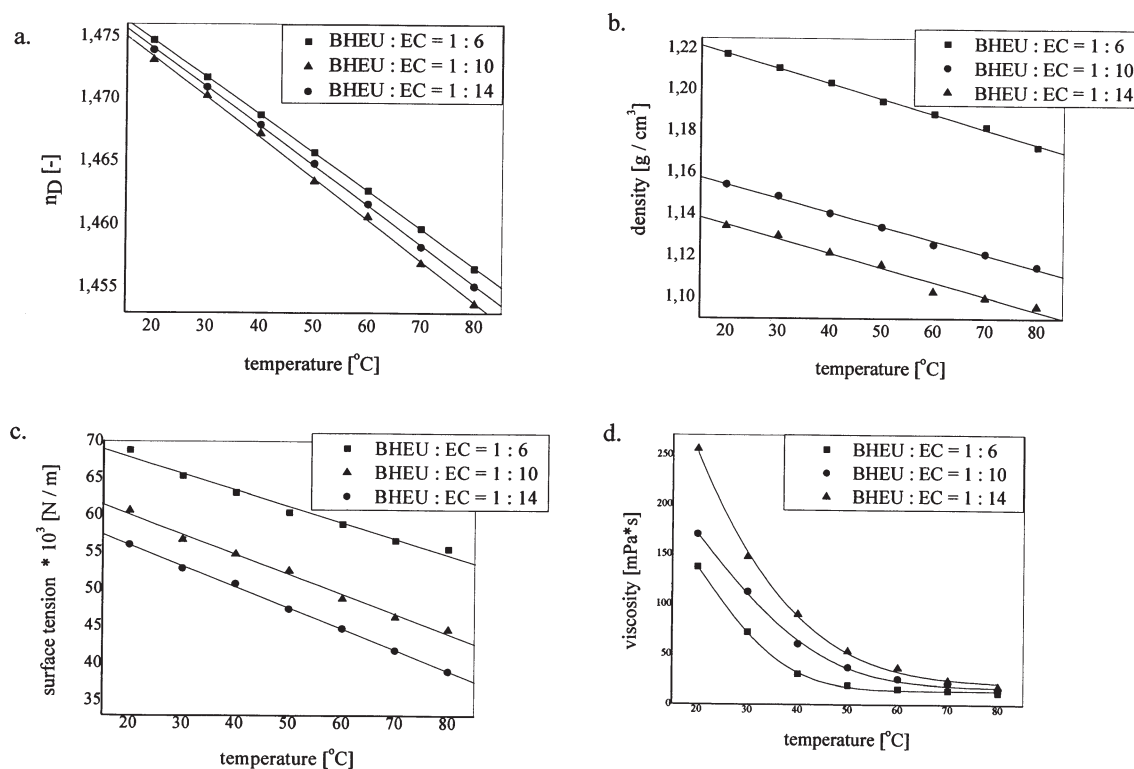 a.
1,475
1,470
1,465
1,460
1,455
n_D [-]
BHEU : EC = 1 : 6
BHEU : EC = 1 : 10
BHEU : EC = 1 : 14
20 30 40 50 60 70 80
temperature [°C]
b.
1,22
1,20
1,18
1,16
1,14
1,12
1,10
density [g / cm³]
BHEU : EC = 1 : 6
BHEU : EC = 1 : 10
BHEU : EC = 1 : 14
20 30 40 50 60 70 80
temperature [°C]
c.
70
65
60
55
50
45
40
35
surface tension * 10³ [N / m]
BHEU : EC = 1 : 6
BHEU : EC = 1 : 10
BHEU : EC = 1 : 14
20 30 40 50 60 70 80
temperature [°C]
d.
250
200
150
100
50
0
viscosity [mPa*s]
BHEU : EC = 1 : 6
BHEU : EC = 1 : 10
BHEU : EC = 1 : 14
20 30 40 50 60 70 80
temperature [°C]